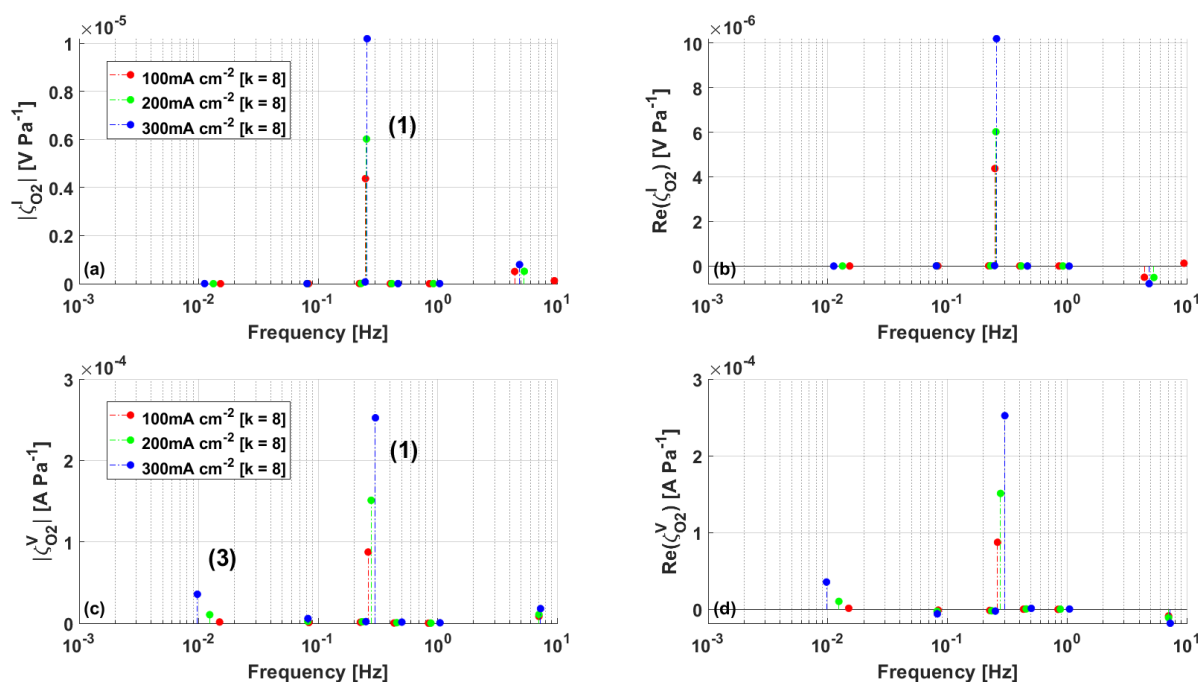 ×10⁻⁵
1
0.8
0.6
0.4
0.2
0
|ζ^I_O2| [V Pa⁻¹]
100mA cm⁻² [k = 8]
200mA cm⁻² [k = 8]
300mA cm⁻² [k = 8]
(1)
(a)
10⁻³ 10⁻² 10⁻¹ 10⁰ 10¹
Frequency [Hz]
×10⁻⁶
10
8
6
4
2
0
Re(ζ^I_O2) [V Pa⁻¹]
(b)
10⁻³ 10⁻² 10⁻¹ 10⁰ 10¹
Frequency [Hz]
×10⁻⁴
3
2
1
0
|ζ^V_O2| [A Pa⁻¹]
100mA cm⁻² [k = 8]
200mA cm⁻² [k = 8]
300mA cm⁻² [k = 8]
(1)
(3)
(c)
10⁻³ 10⁻² 10⁻¹ 10⁰ 10¹
Frequency [Hz]
×10⁻⁴
3
2
1
0
Re(ζ^V_O2) [A Pa⁻¹]
(d)
10⁻³ 10⁻² 10⁻¹ 10⁰ 10¹
Frequency [Hz]